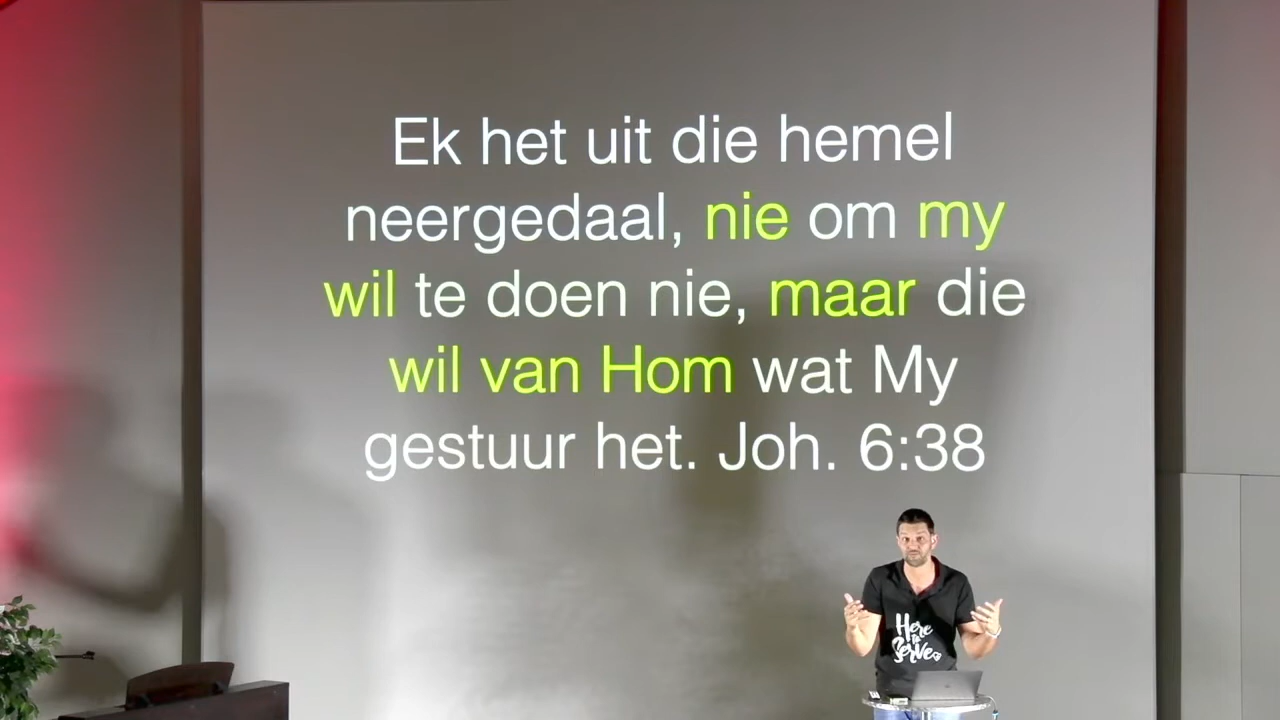 Ek het uit die hemel
neergedaal, nie om my
wil te doen nie, maar die
wil van Hom wat My
gestuur het. Joh. 6:38
Here
to
Serve